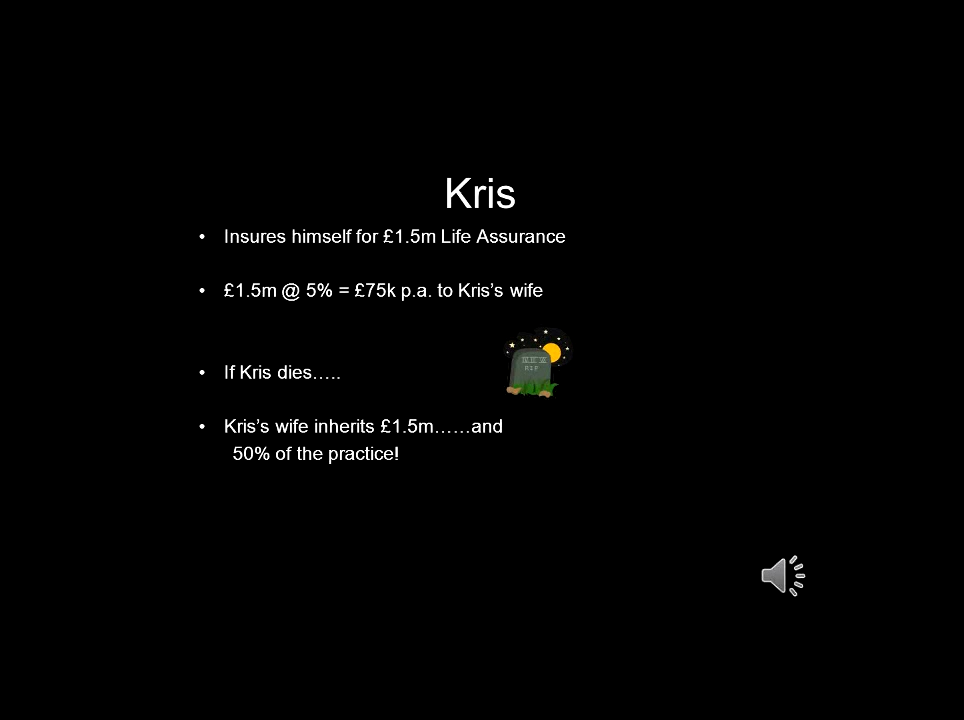 Kris
• Insures himself for £1.5m Life Assurance
• £1.5m @ 5% = £75k p.a. to Kris’s wife
• If Kris dies…..
RIP
• Kris’s wife inherits £1.5m……and
50% of the practice!